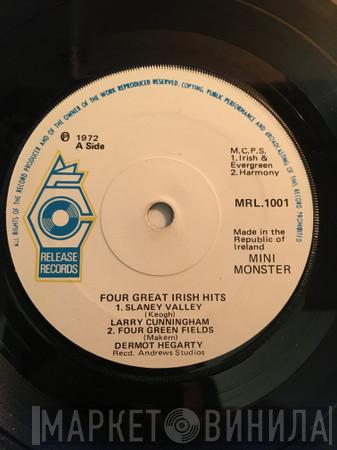 ALL RIGHTS OF THE RECORD PRODUCER AND OF THE OWNER OF THE WORK REPRODUCED RESERVED. COPYING, PUBLIC PERFORMANCE AND BROADCASTING OF THIS RECORD PROHIBITED
℗ 1972
A Side
M.C.P.S.
1. Irish &
Evergreen
2. Harmony
MRL.1001
Made in the
Republic of
Ireland
MINI
MONSTER
RELEASE
RECORDS
FOUR GREAT IRISH HITS
1. SLANEY VALLEY
(Keogh)
LARRY CUNNINGHAM
2. FOUR GREEN FIELDS
(Makem)
DERMOT HEGARTY
Recd. Andrews Studios
МАРКЕТ ВИНИЛА